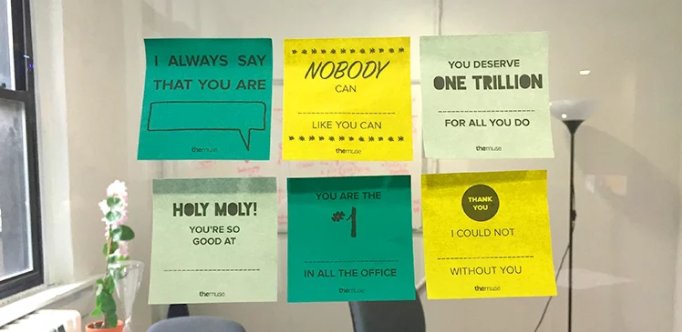 I ALWAYS SAY
THAT YOU ARE
themuse
NOBODY
CAN
LIKE YOU CAN
themuse
YOU DESERVE
ONE TRILLION
FOR ALL YOU DO
themuse
HOLY MOLY!
YOU'RE SO
GOOD AT
themuse
YOU ARE THE
#1
IN ALL THE OFFICE
themuse
THANK
YOU
I COULD NOT
WITHOUT YOU
themuse